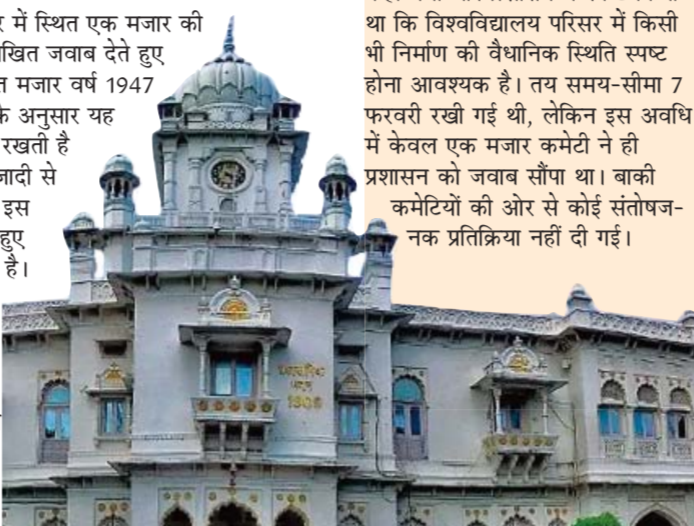 र में स्थित एक मजार की
खित जवाब देते हुए
त मजार वर्ष 1947
के अनुसार यह
रखती है
जादी से
इस
हुए
है।
था कि विश्वविद्यालय परिसर में किसी
भी निर्माण की वैधानिक स्थिति स्पष्ट
होना आवश्यक है। तय समय-सीमा 7
फरवरी रखी गई थी, लेकिन इस अवधि
में केवल एक मजार कमेटी ने ही
प्रशासन को जवाब सौंपा था। बाकी
कमेटियों की ओर से कोई संतोषज-
नक प्रतिक्रिया नहीं दी गई।